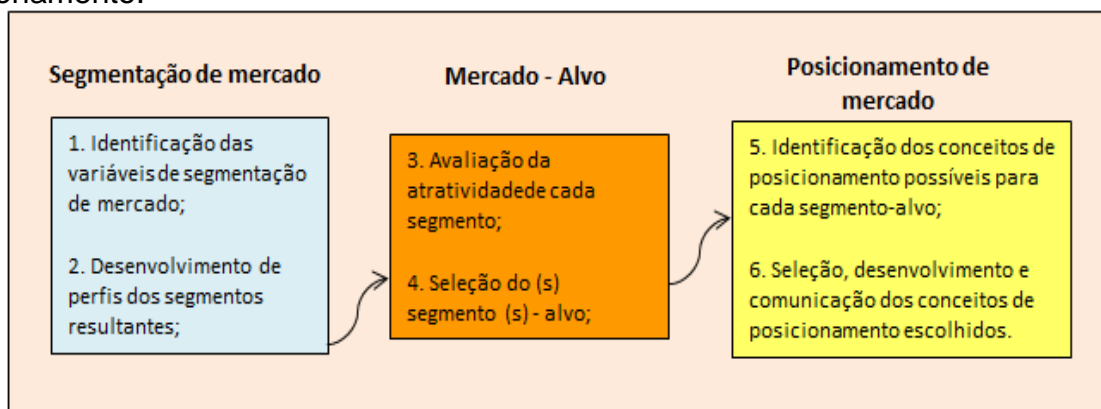 Segmentação de mercado
1. Identificação das
variáveis de segmentação
de mercado;
2. Desenvolvimento de
perfis dos segmentos
resultantes;
Mercado - Alvo
3. Avaliação da
atratividadede cada
segmento;
4. Seleção do (s)
segmento (s) - alvo;
Posicionamento de
mercado
5. Identificação dos conceitos de
posicionamento possíveis para
cada segmento-alvo;
6. Seleção, desenvolvimento e
comunicação dos conceitos de
posicionamento escolhidos.